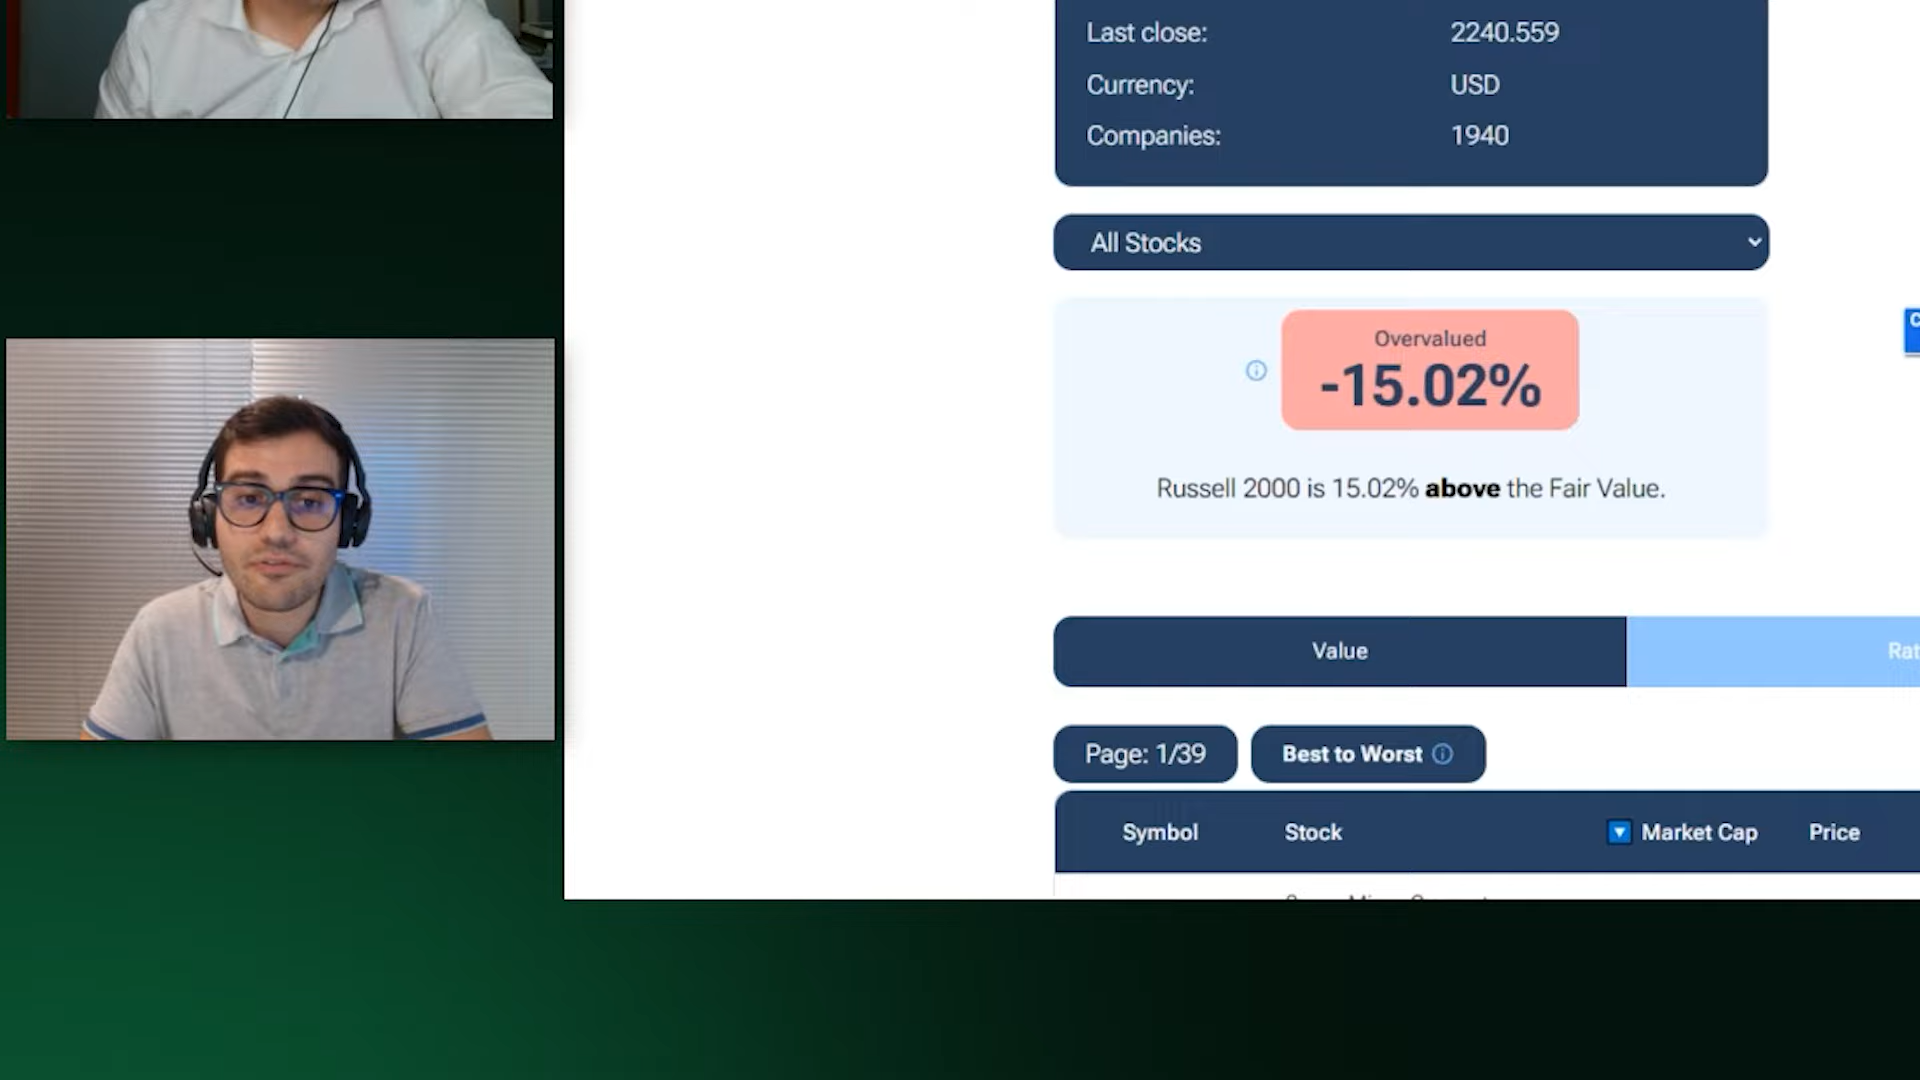 Last close: 2240.559
Currency: USD
Companies: 1940
All Stocks
Overvalued
-15.02%
Russell 2000 is 15.02% above the Fair Value.
Value
Page: 1/39 Best to Worst
Symbol Stock Market Cap Price